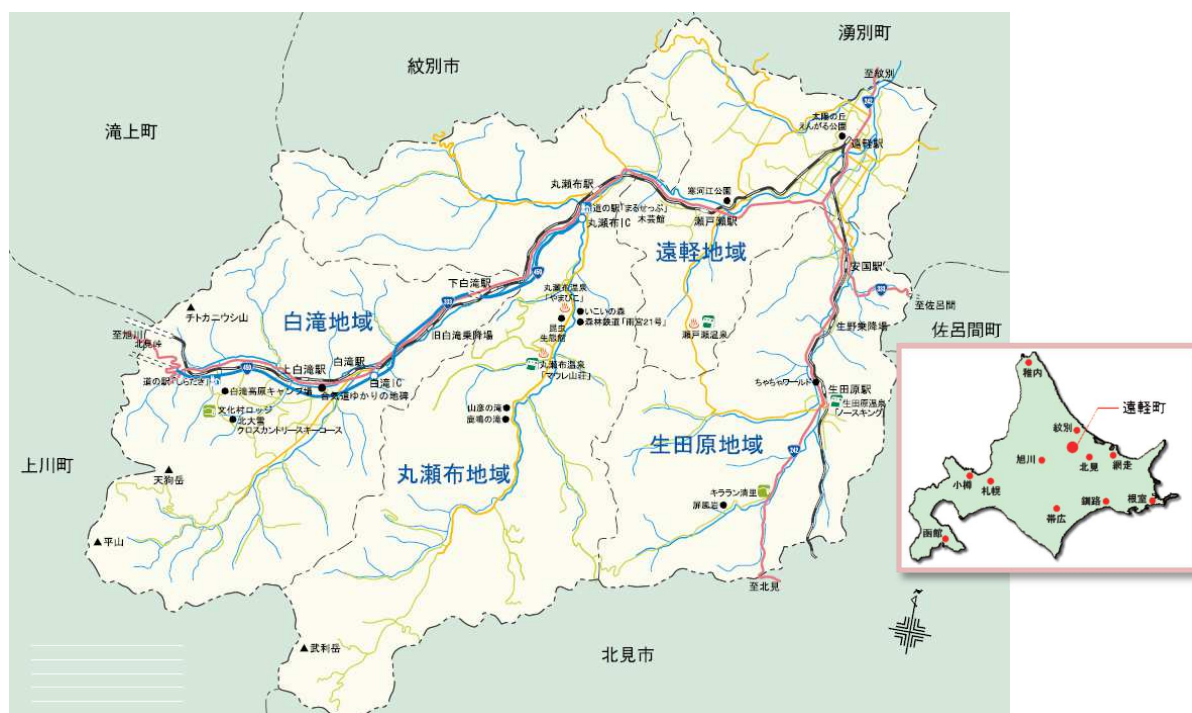 湧別町
紋別市
至紋別
242
滝上町
太陽の丘
えんがる公園
遠軽駅
丸瀬布駅
寒河江公園
道の駅「まるせっぷ」
木芸館
丸瀬布IC
瀬戸瀬駅
遠軽地域
安国駅
下白滝駅
450
333
333
至佐呂間
丸瀬布温泉
「やまびこ」
いこいの森
森林鉄道「雨宮21号」
昆虫
生態館
佐呂間町
チトカニウシ山
白滝地域
旧白滝乗降場
瀬戸瀬温泉
生野乗降場
至旭川
北見峠
白滝駅
上白滝駅
450
白滝IC
丸瀬布温泉
「マウレ山荘」
道の駅「しらたき」
白滝高原キャンプ場
合気道ゆかりの地碑
ちゃちゃワールド
生田原駅
生田原温泉
「ノースキング」
文化村ロッジ
北大雪
クロスカントリースキーコース
山彦の滝
鹿鳴の滝
生田原地域
242
上川町
天狗岳
丸瀬布地域
キララン清里
屏風岩
平山
至北見
武利岳
北見市
稚内
遠軽町
紋別
旭川
北見
網走
小樽
札幌
釧路
根室
帯広
函館